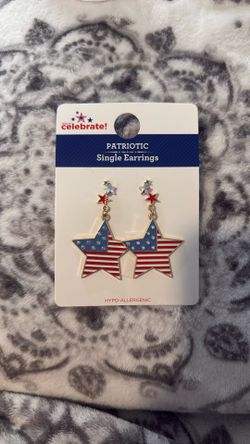 celebrate!
PATRIOTIC
Single Earrings
HYPO-ALLERGENIC